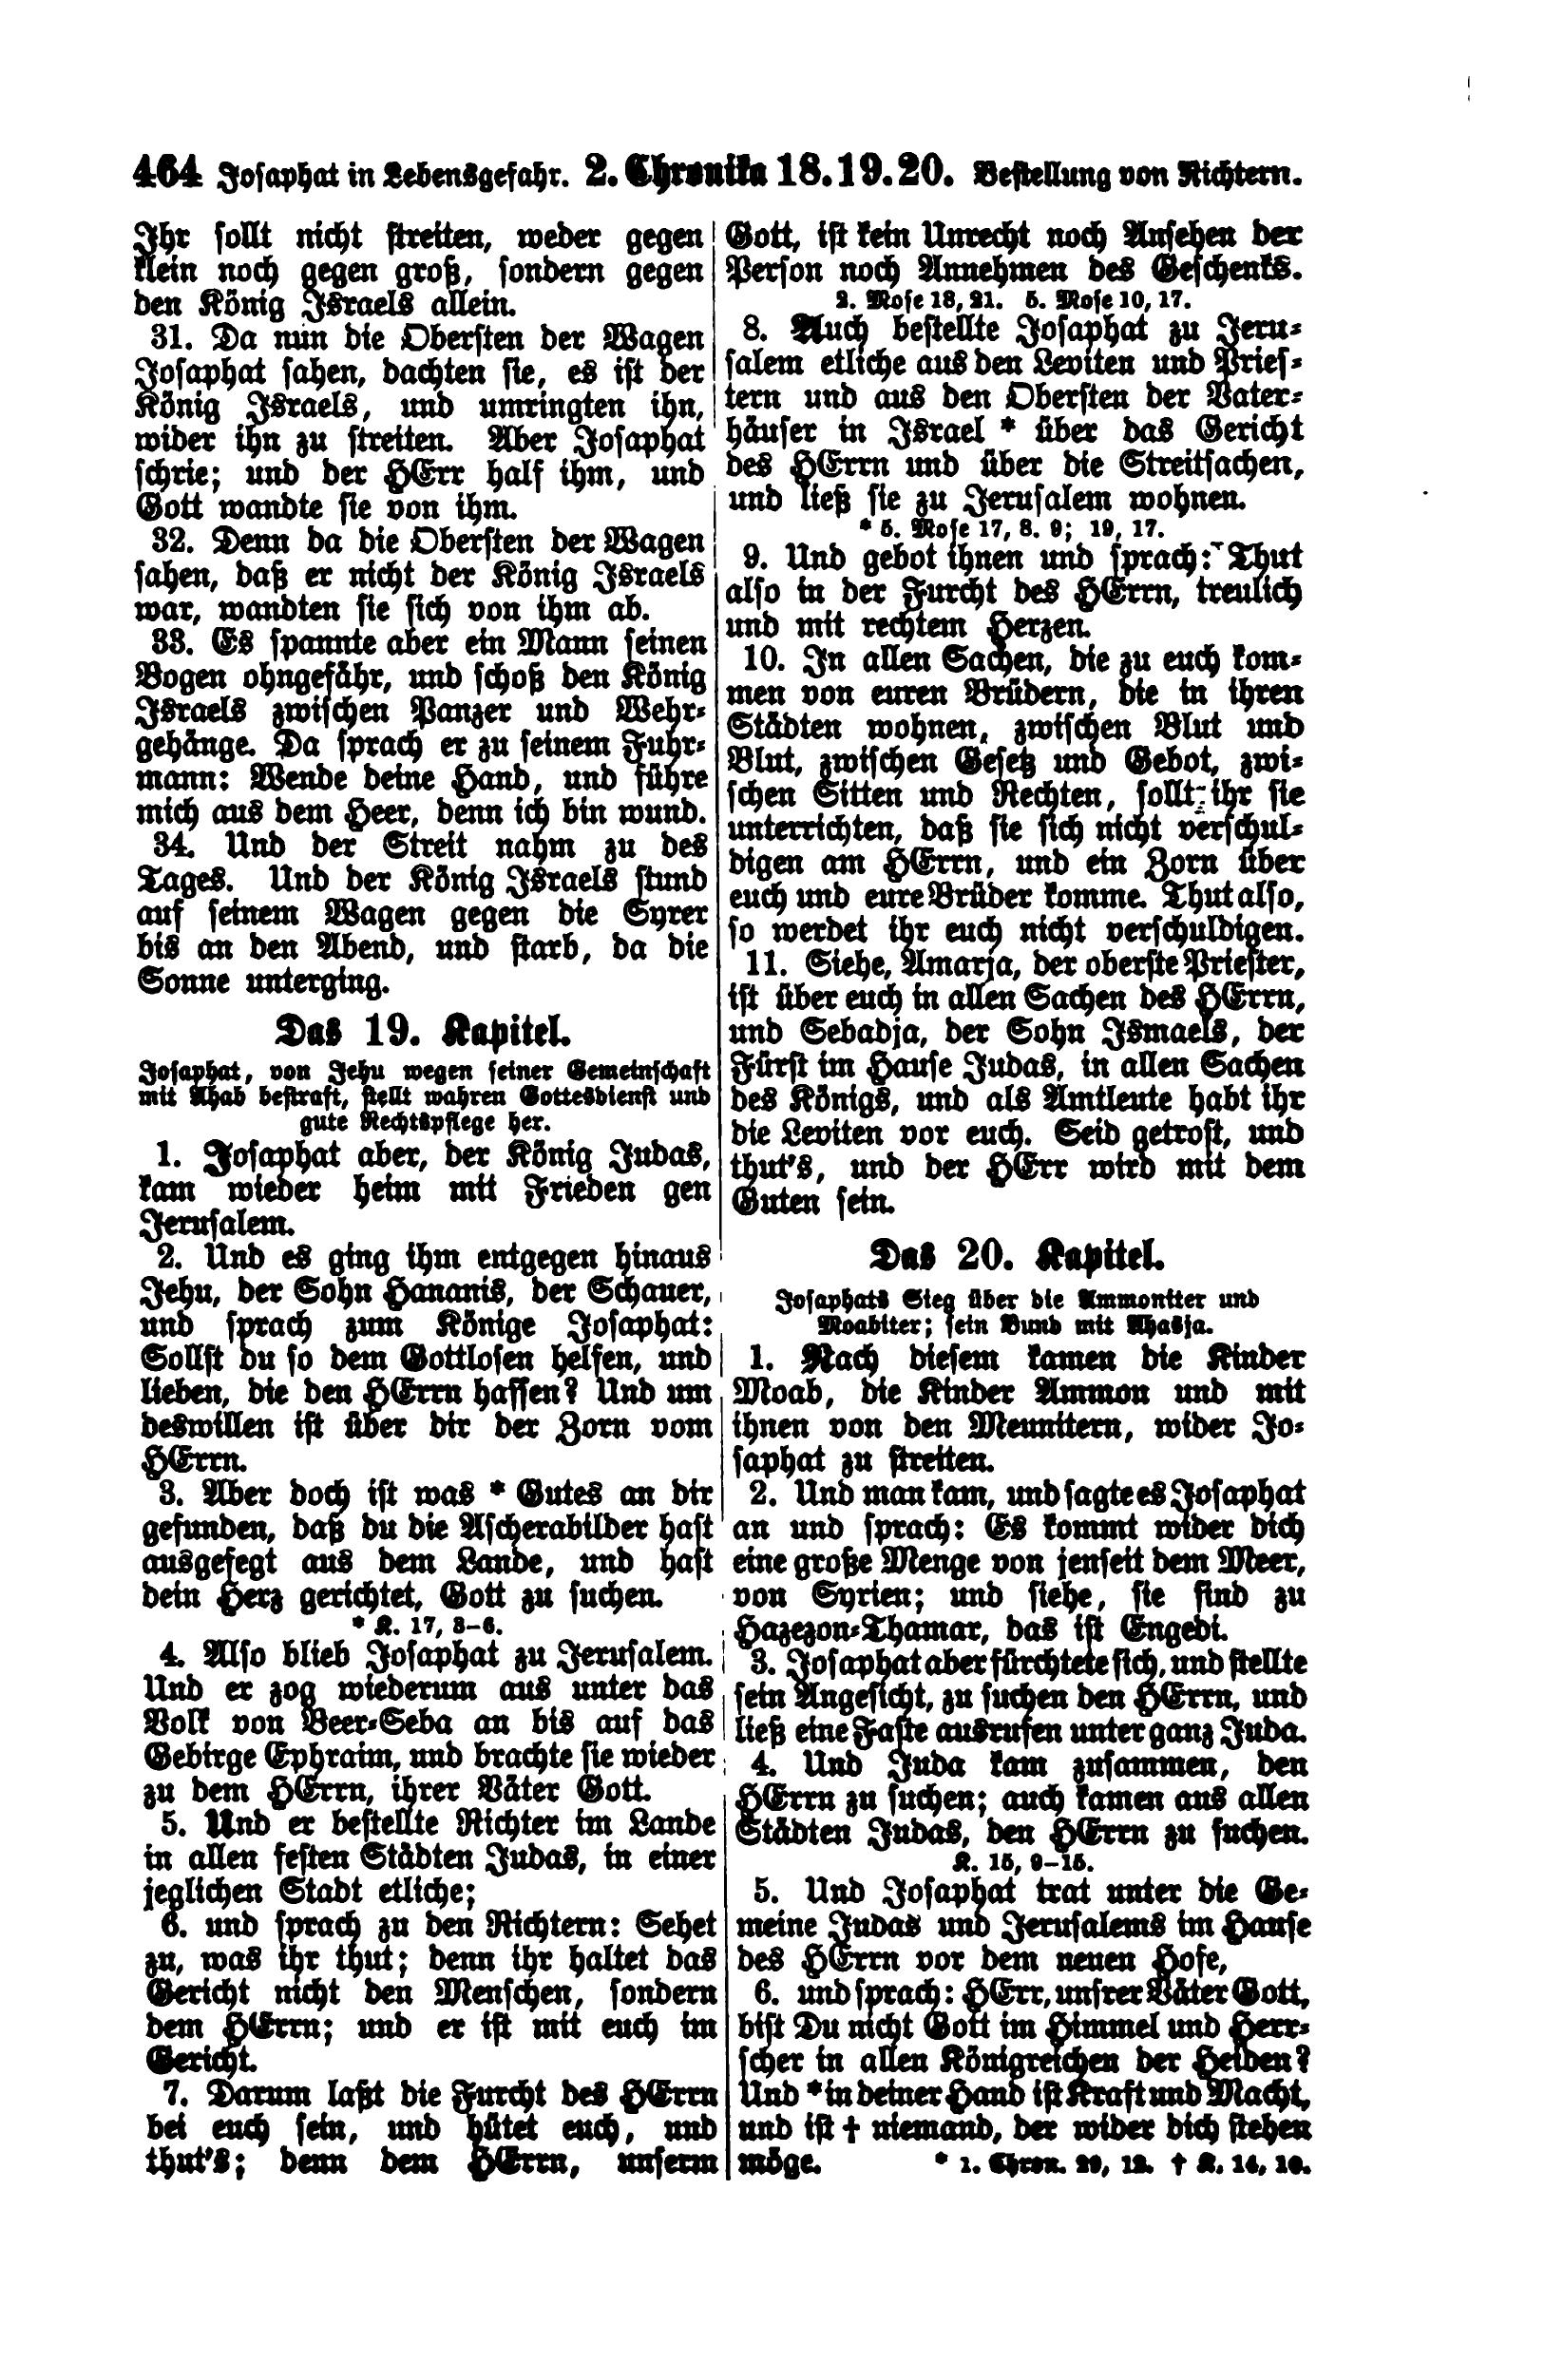 464 Josaphat in Lebensgefahr. 2. Chronika 18.19.20. Bestellung von Richtern.
Ihr sollt nicht streiten, weder gegen
klein noch gegen groß, sondern gegen
den König Israels allein.
31. Da nun die Obersten der Wagen
Josaphat sahen, dachten sie, es ist der
König Israels, und umringten ihn,
wider ihn zu streiten. Aber Josaphat
schrie; und der HErr half ihm, und
Gott wandte sie von ihm.
32. Denn da die Obersten der Wagen
sahen, daß er nicht der König Israels
war, wandten sie sich von ihm ab.
33. Es spannte aber ein Mann seinen
Bogen ohngefähr, und schoß den König
Israels zwischen Panzer und Wehr-
gehänge. Da sprach er zu seinem Fuhr-
mann: Wende deine Hand, und führe
mich aus dem Heer, denn ich bin wund.
34. Und der Streit nahm zu des
Tages. Und der König Israels stund
auf seinem Wagen gegen die Syrer
bis an den Abend, und starb, da die
Sonne unterging.
Das 19. Kapitel.
Josaphat, von Jehu wegen seiner Gemeinschaft
mit Ahab bestraft, stellt wahren Gottesdienst und
gute Rechtspflege her.
1. Josaphat aber, der König Judas,
kam wieder heim mit Frieden gen
Jerusalem.
2. Und es ging ihm entgegen hinaus
Jehu, der Sohn Hananis, der Schauer,
und sprach zum Könige Josaphat:
Sollst du so dem Gottlosen helfen, und
lieben, die den HErrn hassen? Und um
deswillen ist über dir der Zorn vom
HErrn.
3. Aber doch ist was * Gutes an dir
gefunden, daß du die Ascherabilder hast
ausgefegt aus dem Lande, und hast
dein Herz gerichtet, Gott zu suchen.
* K. 17, 3–6.
4. Also blieb Josaphat zu Jerusalem.
Und er zog wiederum aus unter das
Volk von Beer-Seba an bis auf das
Gebirge Ephraim, und brachte sie wieder
zu dem HErrn, ihrer Väter Gott.
5. Und er bestellte Richter im Lande
in allen festen Städten Judas, in einer
jeglichen Stadt etliche;
6. und sprach zu den Richtern: Sehet
zu, was ihr thut; denn ihr haltet das
Gericht nicht den Menschen, sondern
dem HErrn; und er ist mit euch im
Gericht.
7. Darum laßt die Furcht des HErrn
bei euch sein, und hütet euch, und
thut's; denn dem HErrn, unserm
Gott, ist kein Unrecht noch Ansehen der
Person noch Annehmen des Geschenks.
2. Mose 18, 21. 5. Mose 10, 17.
8. Auch bestellte Josaphat zu Jeru-
salem etliche aus den Leviten und Pries-
tern und aus den Obersten der Vater-
häuser in Israel * über das Gericht
des HErrn und über die Streitsachen,
und ließ sie zu Jerusalem wohnen.
* 5. Mose 17, 8. 9; 19, 17.
9. Und gebot ihnen und sprach: Thut
also in der Furcht des HErrn, treulich
und mit rechtem Herzen.
10. In allen Sachen, die zu euch kom-
men von euren Brüdern, die in ihren
Städten wohnen, zwischen Blut und
Blut, zwischen Gesetz und Gebot, zwi-
schen Sitten und Rechten, sollt ihr sie
unterrichten, daß sie sich nicht verschul-
digen am HErrn, und ein Zorn über
euch und eure Brüder komme. Thut also,
so werdet ihr euch nicht verschuldigen.
11. Siehe, Amarja, der oberste Priester,
ist über euch in allen Sachen des HErrn,
und Sebadja, der Sohn Ismaels, der
Fürst im Hause Judas, in allen Sachen
des Königs, und als Amtleute habt ihr
die Leviten vor euch. Seid getrost, und
thut's, und der HErr wird mit dem
Guten sein.
Das 20. Kapitel.
Josaphats Sieg über die Ammoniter und
Moabiter; sein Bund mit Ahasja.
1. Nach diesem kamen die Kinder
Moab, die Kinder Ammon und mit
ihnen von den Meunitern, wider Jo-
saphat zu streiten.
2. Und man kam, und sagte es Josaphat
an und sprach: Es kommt wider dich
eine große Menge von jenseit dem Meer,
von Syrien; und siehe, sie sind zu
Hazezon-Thamar, das ist Engedi.
3. Josaphat aber fürchtete sich, und stellte
sein Angesicht, zu suchen den HErrn, und
ließ eine Faste ausrufen unter ganz Juda.
4. Und Juda kam zusammen, den
HErrn zu suchen; auch kamen aus allen
Städten Judas, den HErrn zu suchen.
K. 15, 9–15.
5. Und Josaphat trat unter die Ge-
meine Judas und Jerusalems im Hause
des HErrn vor dem neuen Hofe,
6. und sprach: HErr, unsrer Väter Gott,
bist Du nicht Gott im Himmel und Herr-
scher in allen Königreichen der Heiden?
Und * in deiner Hand ist Kraft und Macht,
und ist † niemand, der wider dich stehen
möge. * 1. Chron. 29, 12. † K. 14, 10.